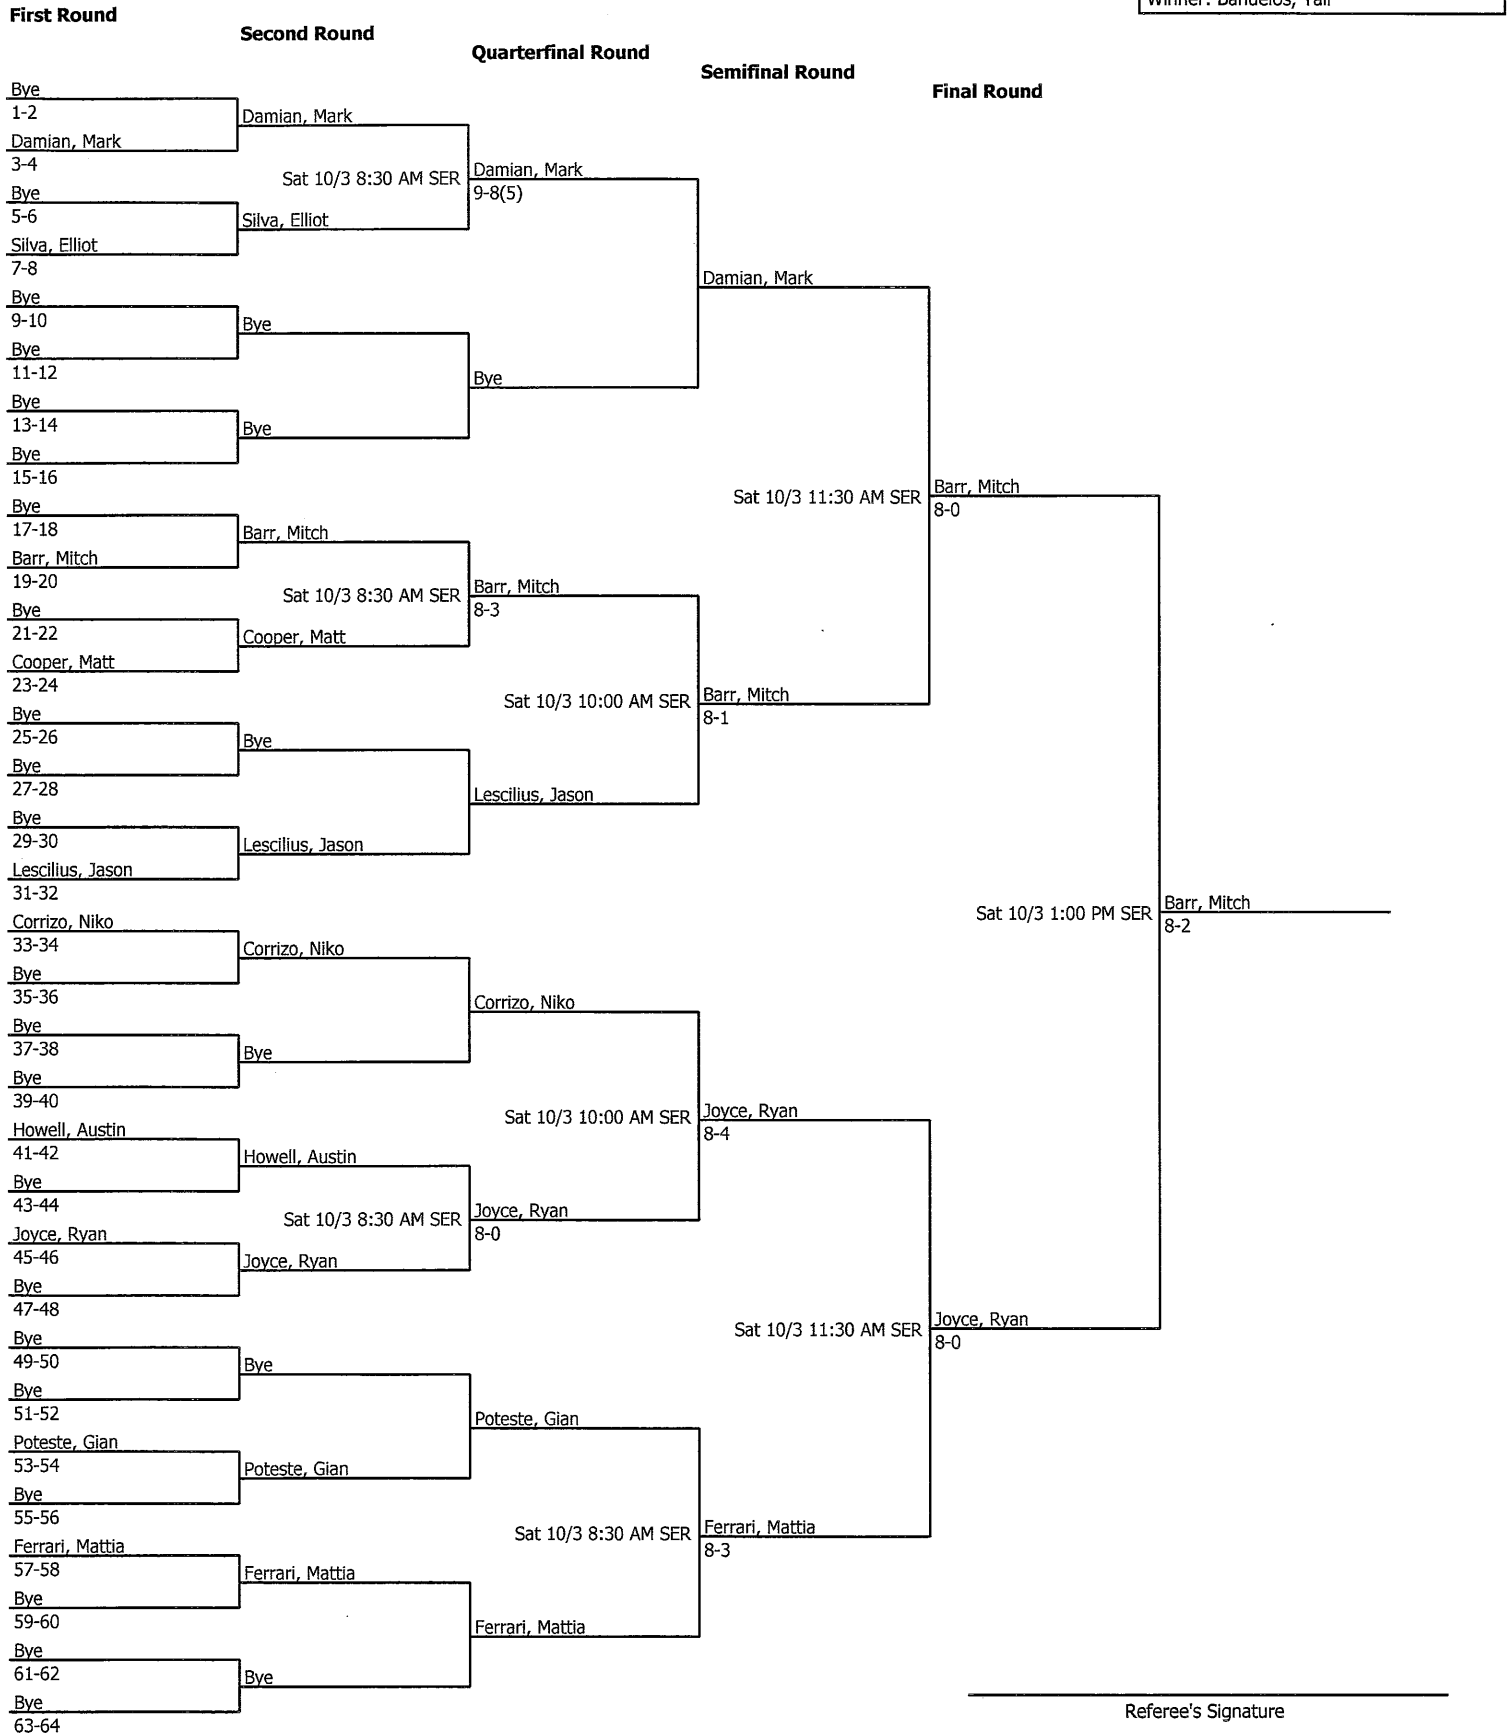 Winner: Banuelos, Yall
First Round
Second Round
Quarterfinal Round
Semifinal Round
Final Round
Bye
1-2
Damian, Mark
3-4
Bye
5-6
Silva, Elliot
7-8
Bye
9-10
Bye
11-12
Bye
13-14
Bye
15-16
Bye
17-18
Barr, Mitch
19-20
Bye
21-22
Cooper, Matt
23-24
Bye
25-26
Bye
27-28
Bye
29-30
Lescilius, Jason
31-32
Corrizo, Niko
33-34
Bye
35-36
Bye
37-38
Bye
39-40
Howell, Austin
41-42
Bye
43-44
Joyce, Ryan
45-46
Bye
47-48
Bye
49-50
Bye
51-52
Poteste, Gian
53-54
Bye
55-56
Ferrari, Mattia
57-58
Bye
59-60
Bye
61-62
Bye
63-64
Damian, Mark
Sat 10/3 8:30 AM SER
Silva, Elliot
Bye
Bye
Barr, Mitch
Sat 10/3 8:30 AM SER
Cooper, Matt
Bye
Lescilius, Jason
Corrizo, Niko
Bye
Howell, Austin
Sat 10/3 8:30 AM SER
Joyce, Ryan
Bye
Poteste, Gian
Ferrari, Mattia
Bye
Damian, Mark
9-8(5)
Bye
Barr, Mitch
8-3
Sat 10/3 10:00 AM SER
Lescilius, Jason
Corrizo, Niko
Sat 10/3 10:00 AM SER
Joyce, Ryan
8-0
Poteste, Gian
Sat 10/3 8:30 AM SER
Ferrari, Mattia
Damian, Mark
Sat 10/3 11:30 AM SER
Barr, Mitch
8-1
Joyce, Ryan
8-4
Sat 10/3 11:30 AM SER
Ferrari, Mattia
8-3
Barr, Mitch
8-0
Sat 10/3 1:00 PM SER
Joyce, Ryan
8-0
Barr, Mitch
8-2
Referee's Signature